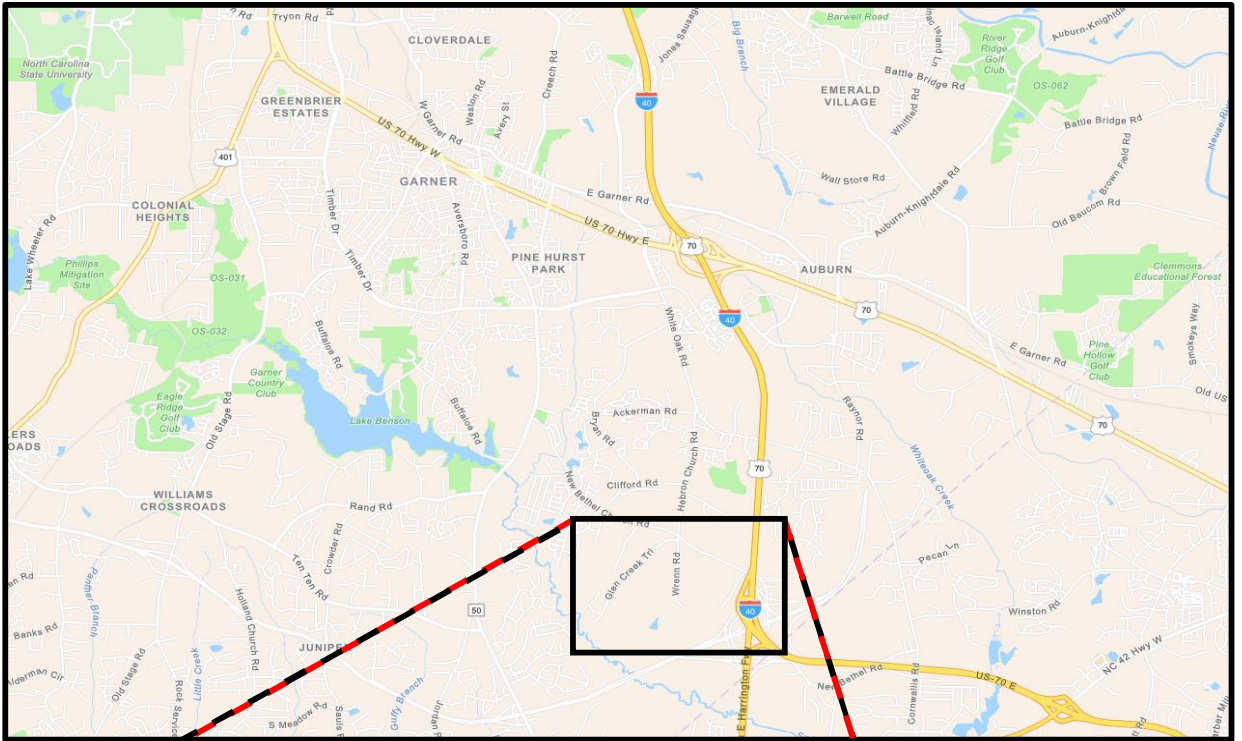 Tryon Rd
CLOVERDALE
Jones Sausage
Big Branch
Barwell Road
Auburn-Knightdale
River
Ridge
Golf
Club
OS-062
North Carolina
State University
Creech Rd
Weston Rd
Avery St
W Garner Rd
Battle Bridge Rd
EMERALD
VILLAGE
Whitfield Rd
40
GREENBRIER
ESTATES
US 70 Hwy W
Battle Bridge Rd
Brown Field Rd
401
GARNER
Wall Store Rd
Auburn-Knightdale Rd
E Garner Rd
COLONIAL
HEIGHTS
Timber Dr
Aversboro Rd
US 70 Hwy E
Old Baucom Rd
Lake Wheeler Rd
70
PINE HURST
PARK
AUBURN
Clemmons
Educational Forest
Phillips
Mitigation
Site
OS-031
Timber Dr
70
40
OS-032
Buffaloe Rd
White Oak Rd
E Garner Rd
Smokeys Way
Pine
Hollow
Golf
Club
Garner
Country
Club
Eagle
Ridge
Golf
Club
Old Stage Rd
Old US
Lake Benson
Buffaloe Rd
Ackerman Rd
Bryan Rd
Raynor Rd
70
Hebron Church Rd
70
Whiteoak Creek
Clifford Rd
WILLIAMS
CROSSROADS
Rand Rd
New Bethel Church Rd
Crowder Rd
Ten Ten Rd
Glen Creek Trl
Wrenn Rd
Pecan Ln
Panther Branch
Holland Church Rd
50
40
Winston Rd
Banks Rd
JUNIPER
NC 42 Hwy W
Old Stage Rd
Little Creek
New Bethel Rd
US-70 E
Cornwallis Rd
Rock Service
Guffy Branch
Jordan
E Harrington Fwy
S Meadow Rd
Sauls